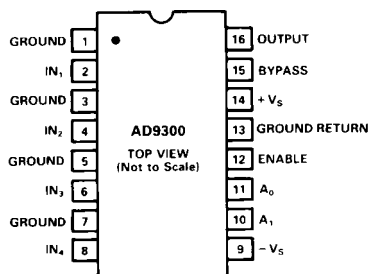 GROUND 1
IN₁ 2
GROUND 3
IN₂ 4
GROUND 5
IN₃ 6
GROUND 7
IN₄ 8
AD9300
TOP VIEW
(Not to Scale)
16 OUTPUT
15 BYPASS
14 +Vₛ
13 GROUND RETURN
12 ENABLE
11 A₀
10 A₁
9 −Vₛ